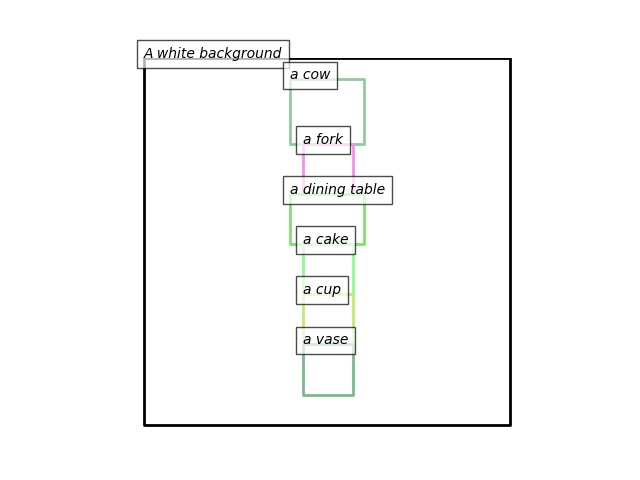 A white background
a cow
a fork
a dining table
a cake
a cup
a vase